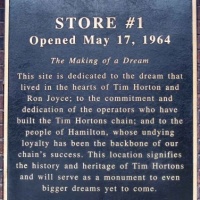 STORE #1
Opened May 17, 1964
The Making of a Dream
This site is dedicated to the dream that
lived in the hearts of Tim Horton and
Ron Joyce; to the commitment and
dedication of the operators who have
built the Tim Hortons chain; and to
the people of Hamilton, whose undying
loyalty has been the backbone of our
chain's success. This location signifies
the history and heritage of Tim Hortons
and will serve as a monument to even
bigger dreams yet to come.